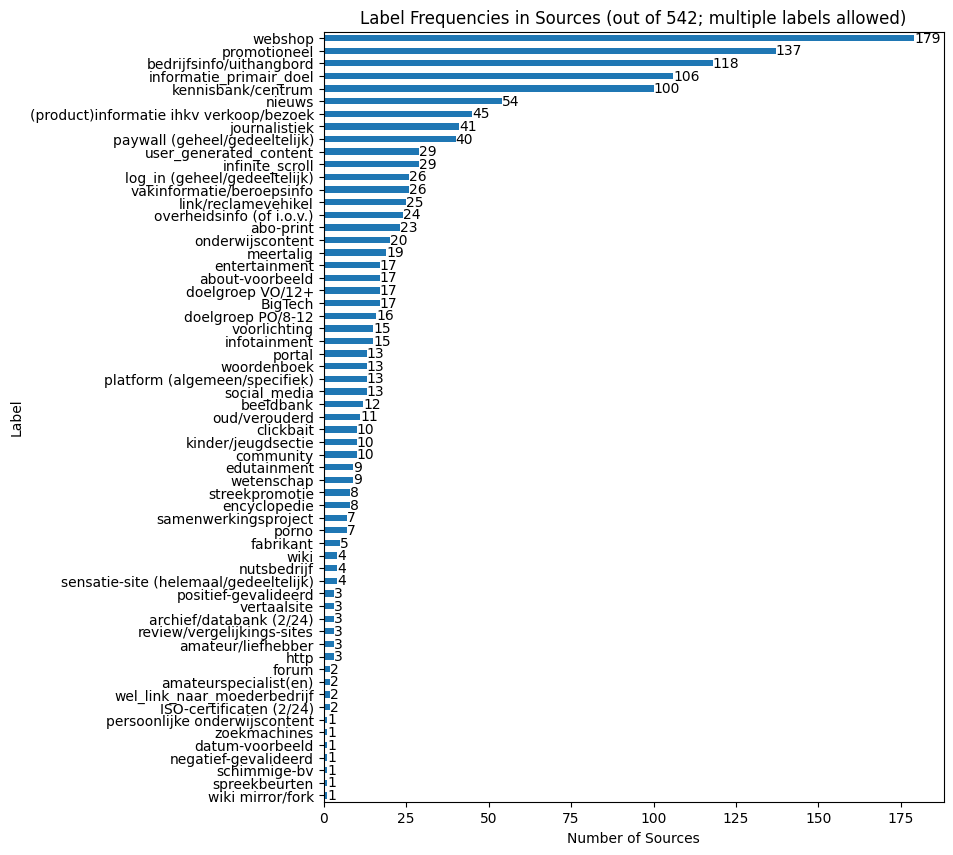 Label Frequencies in Sources (out of 542; multiple labels allowed)
webshop 179
promotioneel 137
bedrijfsinfo/uithangbord 118
informatie_primair_doel 106
kennisbank/centrum 100
nieuws 54
(product)informatie ihkv verkoop/bezoek 45
journalistiek 41
paywall (geheel/gedeeltelijk) 40
user_generated_content 29
infinite_scroll 29
log_in (geheel/gedeeltelijk) 26
vakinformatie/beroepsinfo 26
link/reclamevehikel 25
overheidsinfo (of i.o.v.) 24
abo-print 23
onderwijscontent 20
meertalig 19
entertainment 17
about-voorbeeld 17
doelgroep VO/12+ 17
BigTech 17
doelgroep PO/8-12 16
voorlichting 15
infotainment 15
portal 13
woordenboek 13
platform (algemeen/specifiek) 13
social_media 13
beeldbank 12
oud/verouderd 11
clickbait 10
kinder/jeugdsectie 10
community 10
edutainment 9
wetenschap 9
streekpromotie 8
encyclopedie 8
samenwerkingsproject 7
porno 7
fabrikant 5
wiki 4
nutsbedrijf 4
sensatie-site (helemaal/gedeeltelijk) 4
positief-gevalideerd 3
vertaalsite 3
archief/databank (2/24) 3
review/vergelijkings-sites 3
amateur/liefhebber 3
http 3
forum 2
amateurspecialist(en) 2
wel_link_naar_moederbedrijf 2
ISO-certificaten (2/24) 2
persoonlijke onderwijscontent 1
zoekmachines 1
datum-voorbeeld 1
negatief-gevalideerd 1
schimmige-bv 1
spreekbeurten 1
wiki mirror/fork 1
Label
0 25 50 75 100 125 150 175
Number of Sources